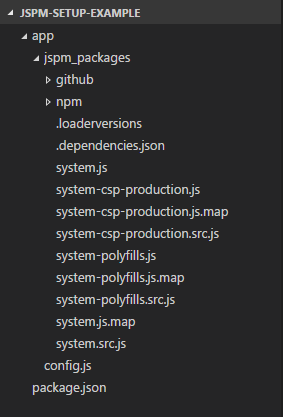 JSPM-SETUP-EXAMPLE
app
jspm_packages
github
npm
.loaderversions
.dependencies.json
system.js
system-csp-production.js
system-csp-production.js.map
system-csp-production.src.js
system-polyfills.js
system-polyfills.js.map
system-polyfills.src.js
system.js.map
system.src.js
config.js
package.json